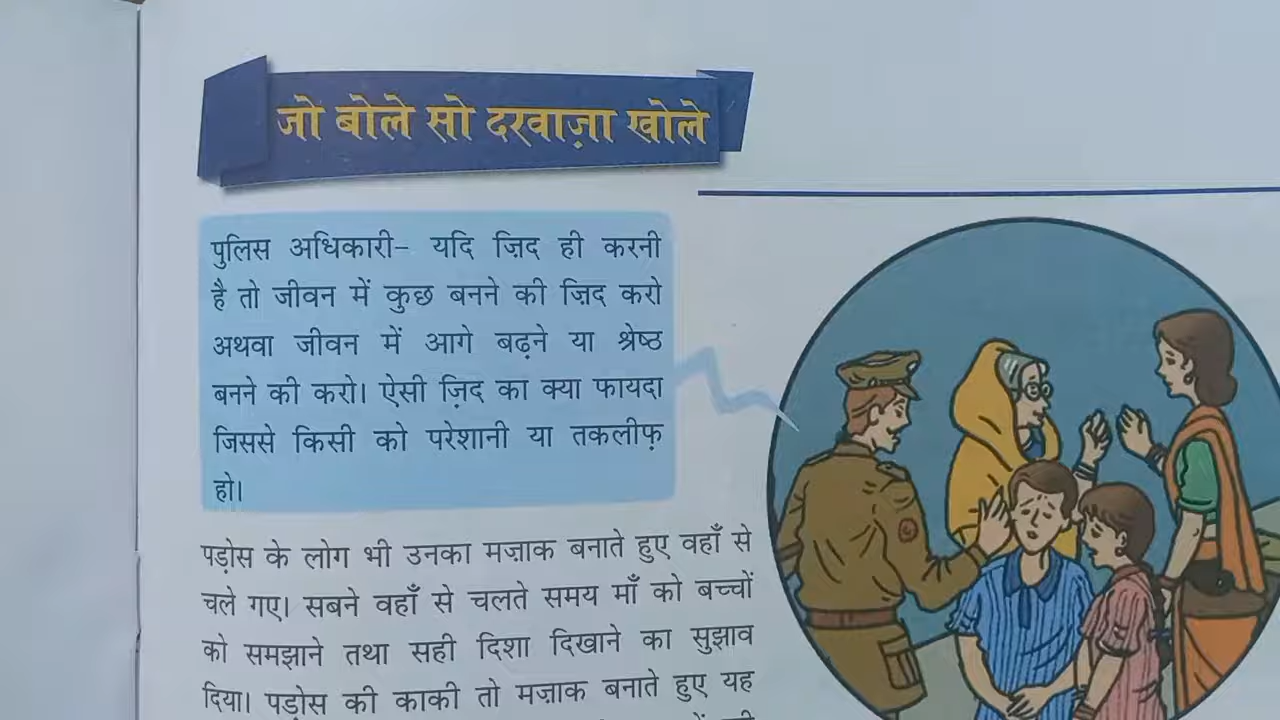 जो बोले सो दरवाज़ा खोले
पुलिस अधिकारी– यदि ज़िद ही करनी
है तो जीवन में कुछ बनने की ज़िद करो
अथवा जीवन में आगे बढ़ने या श्रेष्ठ
बनने की करो। ऐसी ज़िद का क्या फायदा
जिससे किसी को परेशानी या तकलीफ़
हो।
पड़ोस के लोग भी उनका मज़ाक बनाते हुए वहाँ से
चले गए। सबने वहाँ से चलते समय माँ को बच्चों
को समझाने तथा सही दिशा दिखाने का सुझाव
दिया। पड़ोस की काकी तो मज़ाक बनाते हुए यह